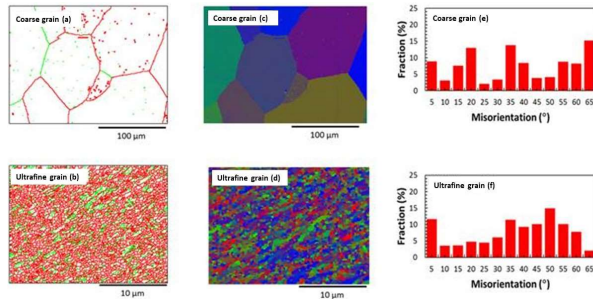 Coarse grain (a)
100 µm
Coarse grain (c)
100 µm
Coarse grain (e)
Fraction (%)
25
20
15
10
5
0
5 10 15 20 25 30 35 40 45 50 55 60 65
Misorientation (°)
Ultrafine grain (b)
10 µm
Ultrafine grain (d)
10 µm
Ultrafine grain (f)
Fraction (%)
25
20
15
10
5
0
5 10 15 20 25 30 35 40 45 50 55 60 65
Misorientation (°)